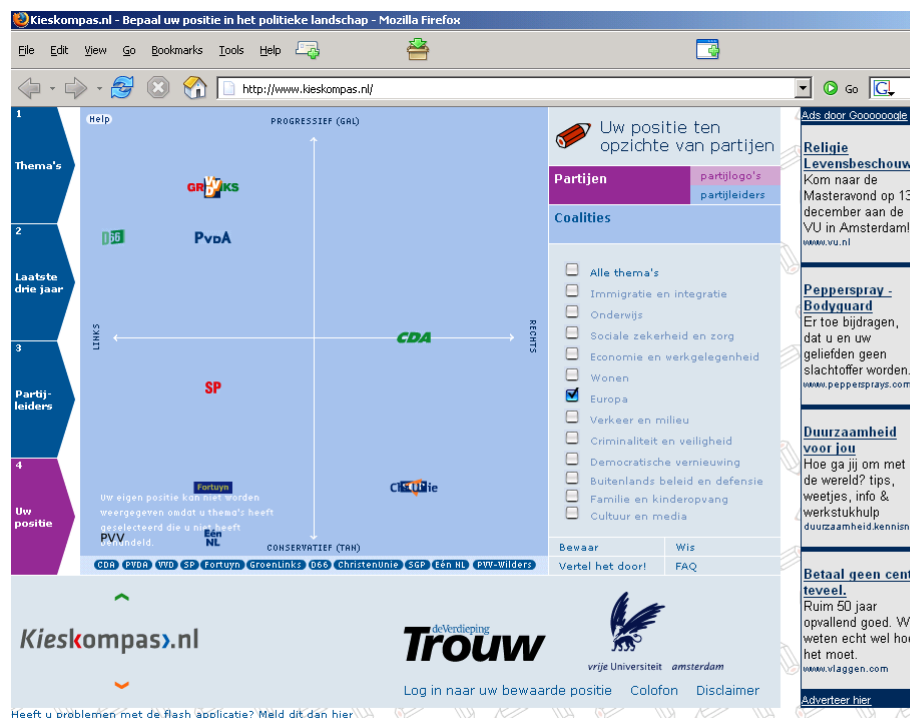 Kieskompas.nl - Bepaal uw positie in het politieke landschap - Mozilla Firefox
File Edit View Go Bookmarks Tools Help
http://www.kieskompas.nl/
Go
G
1
Thema's
2
Laatste
drie jaar
3
Partij-
leiders
4
Uw
positie
Help
PROGRESSIEF (GAL)
GR KS
D66
PvdA
LINKS
RECHTS
CDA
SP
Fortuyn
Uw eigen positie kan niet worden
weergegeven omdat u thema's heeft
geselecteerd die u niet heeft
behandeld.
PVV
Eén
NL
CONSERVATIEF (TAN)
CDA PVDA VVD SP Fortuyn GroenLinks D66 ChristenUnie SGP Eén NL PVV-Wilders
Uw positie ten
opzichte van partijen
Partijen
partijlogo's
partijleiders
Coalities
Alle thema's
Immigratie en integratie
Onderwijs
Sociale zekerheid en zorg
Economie en werkgelegenheid
Wonen
Europa
Verkeer en milieu
Criminaliteit en veiligheid
Democratische vernieuwing
Buitenlands beleid en defensie
Familie en kinderopvang
Cultuur en media
Bewaar Wis
Vertel het door! FAQ
Kieskompas.nl
deVerdieping
Trouw
vrije Universiteit amsterdam
Log in naar uw bewaarde positie Colofon Disclaimer
Heeft u problemen met de flash applicatie? Meld dit dan hier
Ads door Goooooogle
Religie
Levensbeschouw
Kom naar de
Masteravond op 13
december aan de
VU in Amsterdam!
www.vu.nl
Pepperspray -
Bodyguard
Er toe bijdragen,
dat u en uw
geliefden geen
slachtoffer worden.
www.peppersprays.com
Duurzaamheid
voor jou
Hoe ga jij om met
de wereld? tips,
weetjes, info &
werkstukhulp
duurzaamheid.kennisn
Betaal geen cent
teveel.
Ruim 50 jaar
opvallend goed. W
weten echt wel hoe
het moet.
www.vlaggen.com
Adverteer hier